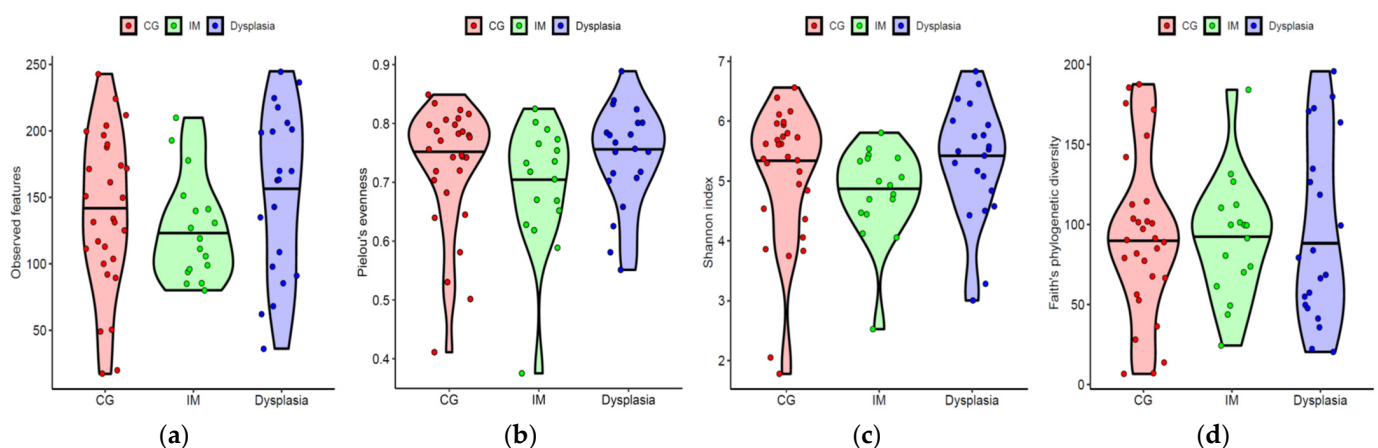 CG IM Dysplasia
Observed features
250
200
150
100
50
CG IM Dysplasia
(a)
CG IM Dysplasia
Pielou's evenness
0.9
0.8
0.7
0.6
0.5
0.4
CG IM Dysplasia
(b)
CG IM Dysplasia
Shannon index
7
6
5
4
3
2
CG IM Dysplasia
(c)
CG IM Dysplasia
Faith's phylogenetic diversity
200
150
100
50
0
CG IM Dysplasia
(d)